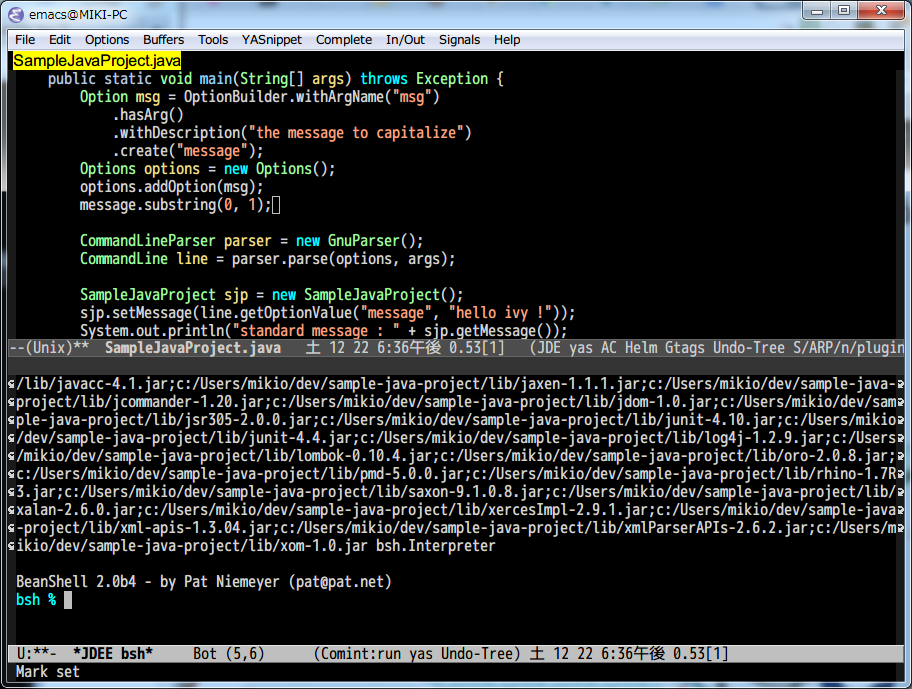 emacs@MIKI-PC
File Edit Options Buffers Tools YASnippet Complete In/Out Signals Help
SampleJavaProject.java
    public static void main(String[] args) throws Exception {
        Option msg = OptionBuilder.withArgName("msg")
            .hasArg()
            .withDescription("the message to capitalize")
            .create("message");
        Options options = new Options();
        options.addOption(msg);
        message.substring(0, 1);
        CommandLineParser parser = new GnuParser();
        CommandLine line = parser.parse(options, args);
        SampleJavaProject sjp = new SampleJavaProject();
        sjp.setMessage(line.getOptionValue("message", "hello ivy !"));
        System.out.println("standard message : " + sjp.getMessage());
--(Unix)**  SampleJavaProject.java   土 12 22 6:36午後 0.53[1]   (JDE yas AC Helm Gtags Undo-Tree S/ARP/n/plugin
/lib/javacc-4.1.jar;c:/Users/mikio/dev/sample-java-project/lib/jaxen-1.1.1.jar;c:/Users/mikio/dev/sample-java-
project/lib/jcommander-1.20.jar;c:/Users/mikio/dev/sample-java-project/lib/jdom-1.0.jar;c:/Users/mikio/dev/sam
ple-java-project/lib/jsr305-2.0.0.jar;c:/Users/mikio/dev/sample-java-project/lib/junit-4.10.jar;c:/Users/mikio
/dev/sample-java-project/lib/junit-4.4.jar;c:/Users/mikio/dev/sample-java-project/lib/log4j-1.2.9.jar;c:/Users
/mikio/dev/sample-java-project/lib/lombok-0.10.4.jar;c:/Users/mikio/dev/sample-java-project/lib/oro-2.0.8.jar;
c:/Users/mikio/dev/sample-java-project/lib/pmd-5.0.0.jar;c:/Users/mikio/dev/sample-java-project/lib/rhino-1.7R
3.jar;c:/Users/mikio/dev/sample-java-project/lib/saxon-9.1.0.8.jar;c:/Users/mikio/dev/sample-java-project/lib/
xalan-2.6.0.jar;c:/Users/mikio/dev/sample-java-project/lib/xercesImpl-2.9.1.jar;c:/Users/mikio/dev/sample-java
-project/lib/xml-apis-1.3.04.jar;c:/Users/mikio/dev/sample-java-project/lib/xmlParserAPIs-2.6.2.jar;c:/Users/m
ikio/dev/sample-java-project/lib/xom-1.0.jar bsh.Interpreter
BeanShell 2.0b4 - by Pat Niemeyer (pat@pat.net)
bsh %
U:**-  *JDEE bsh*     Bot (5,6)      (Comint:run yas Undo-Tree) 土 12 22 6:36午後 0.53[1]
Mark set